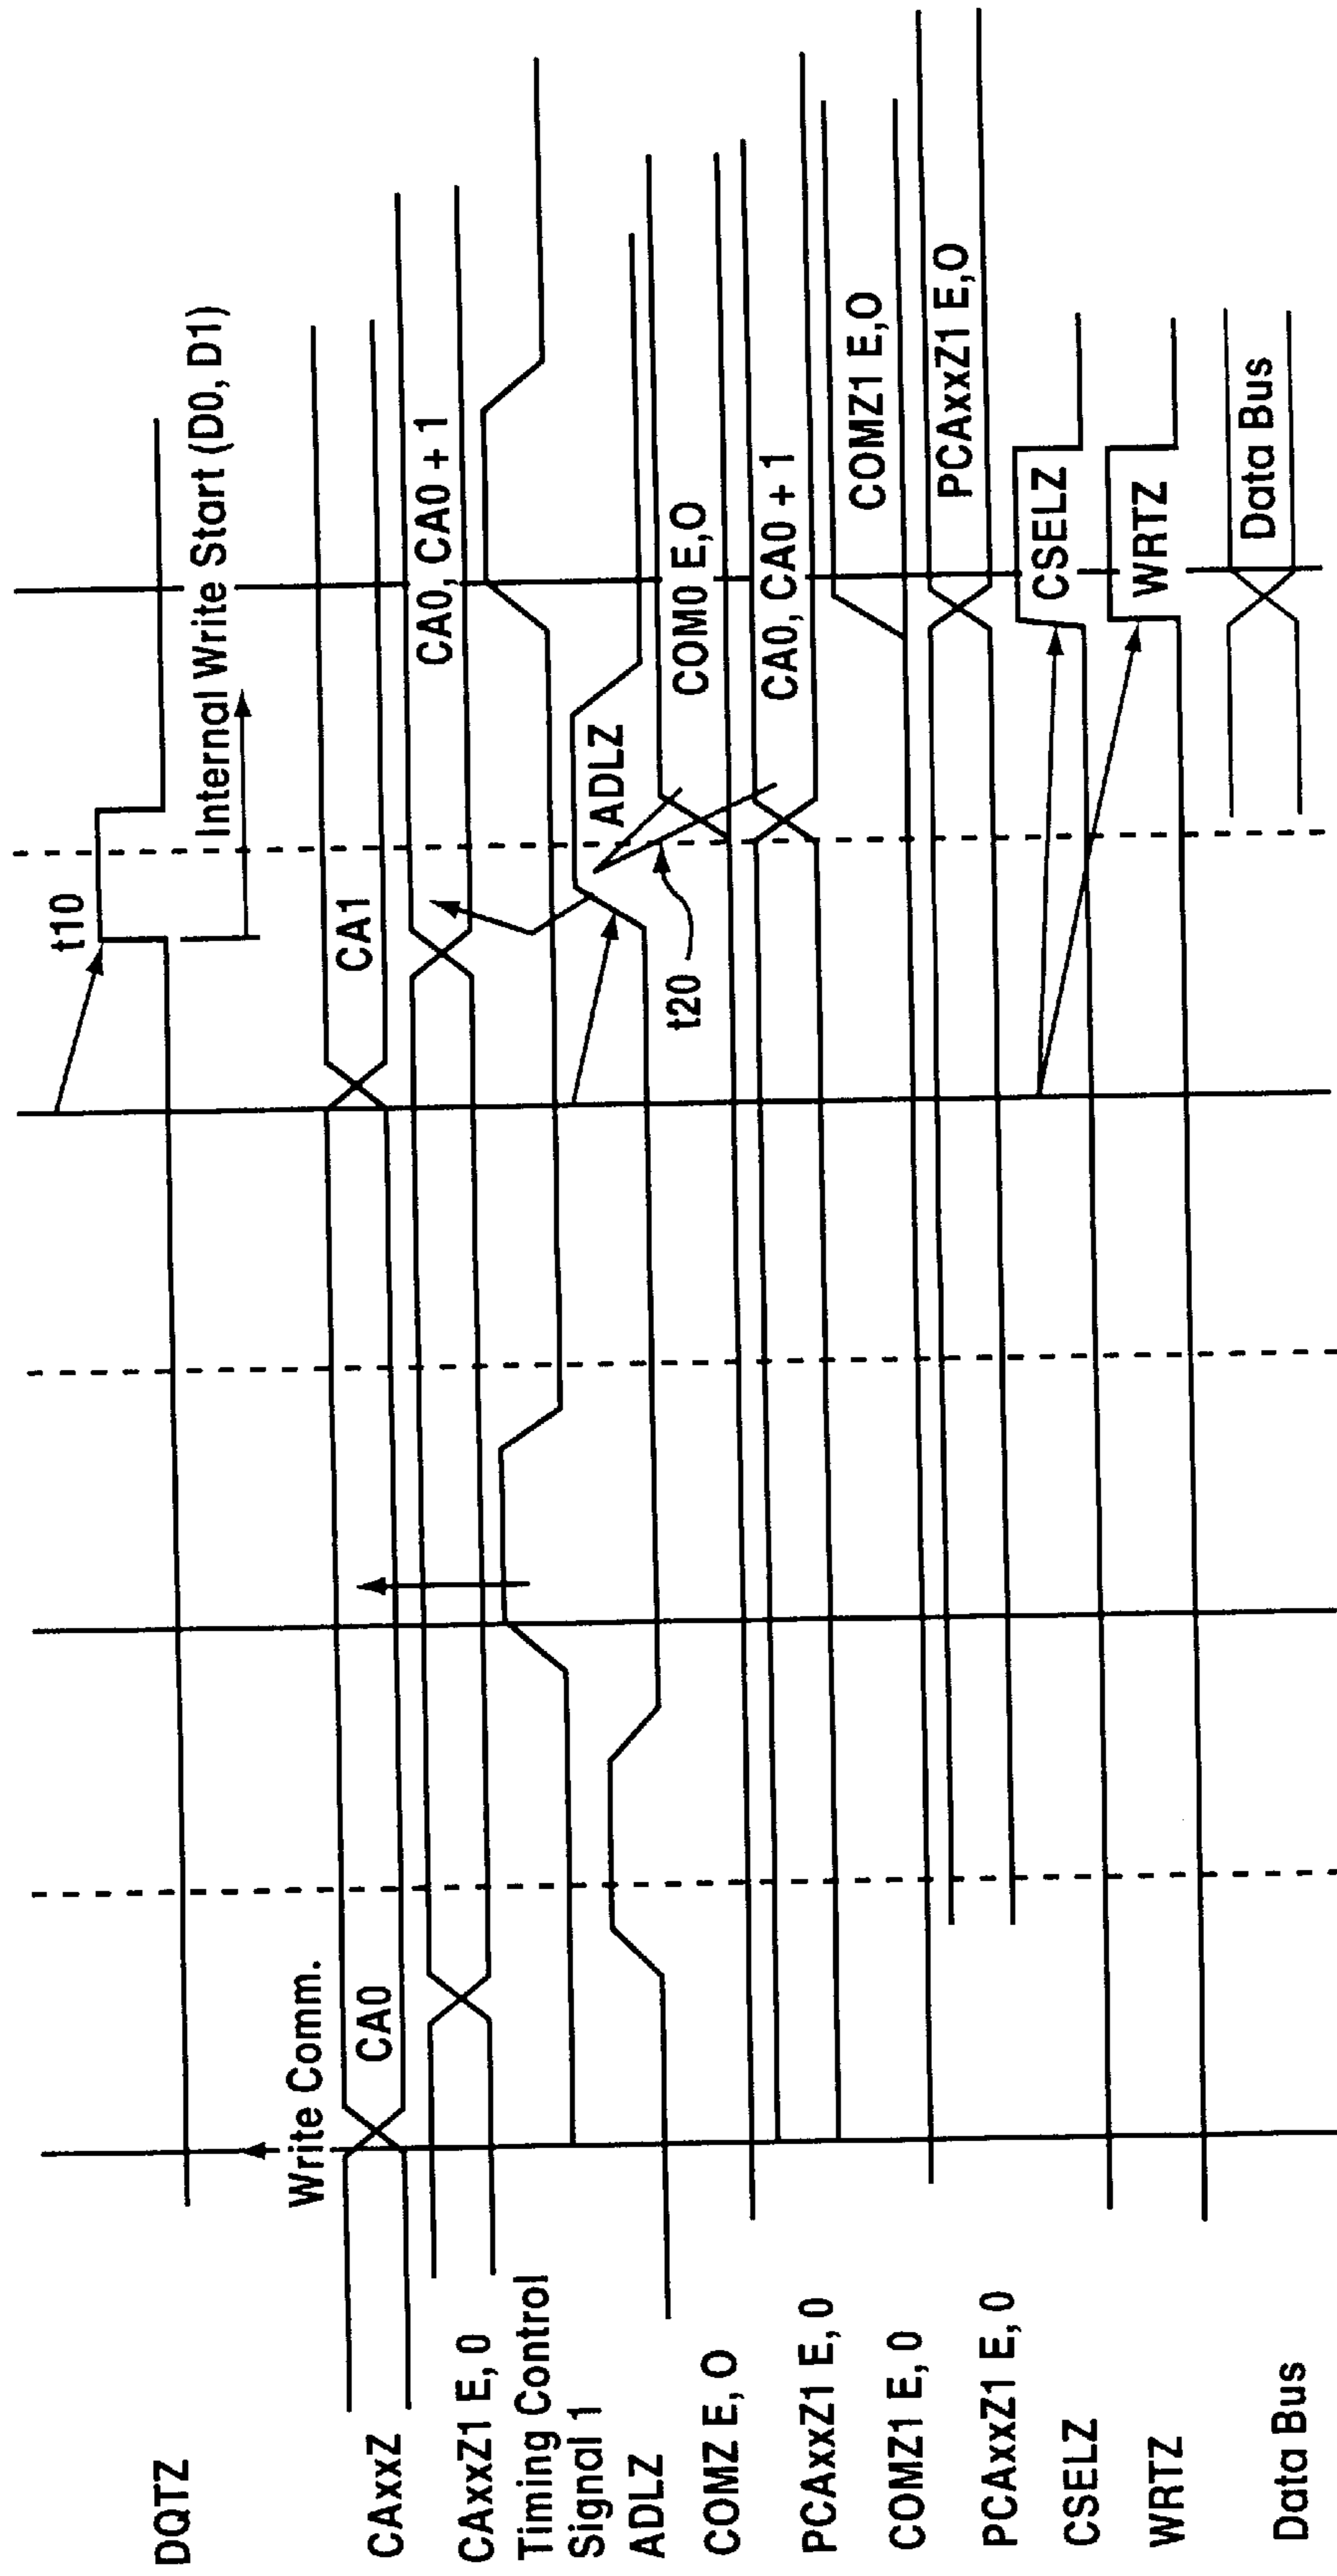 t10
DQTZ
Internal Write Start (D0, D1)
Write Comm.
CAxxZ
CA0
CA1
CAxxZ1 E, 0
CA0, CA0 + 1
Timing Control
Signal 1
ADLZ
ADLZ
t20
COMZ E, O
COM0 E,O
PCAxxZ1 E, 0
CA0, CA0 + 1
COMZ1 E, 0
COMZ1 E,O
PCAxxZ1 E, 0
PCAxxZ1 E,O
CSELZ
CSELZ
WRTZ
WRTZ
Data Bus
Data Bus